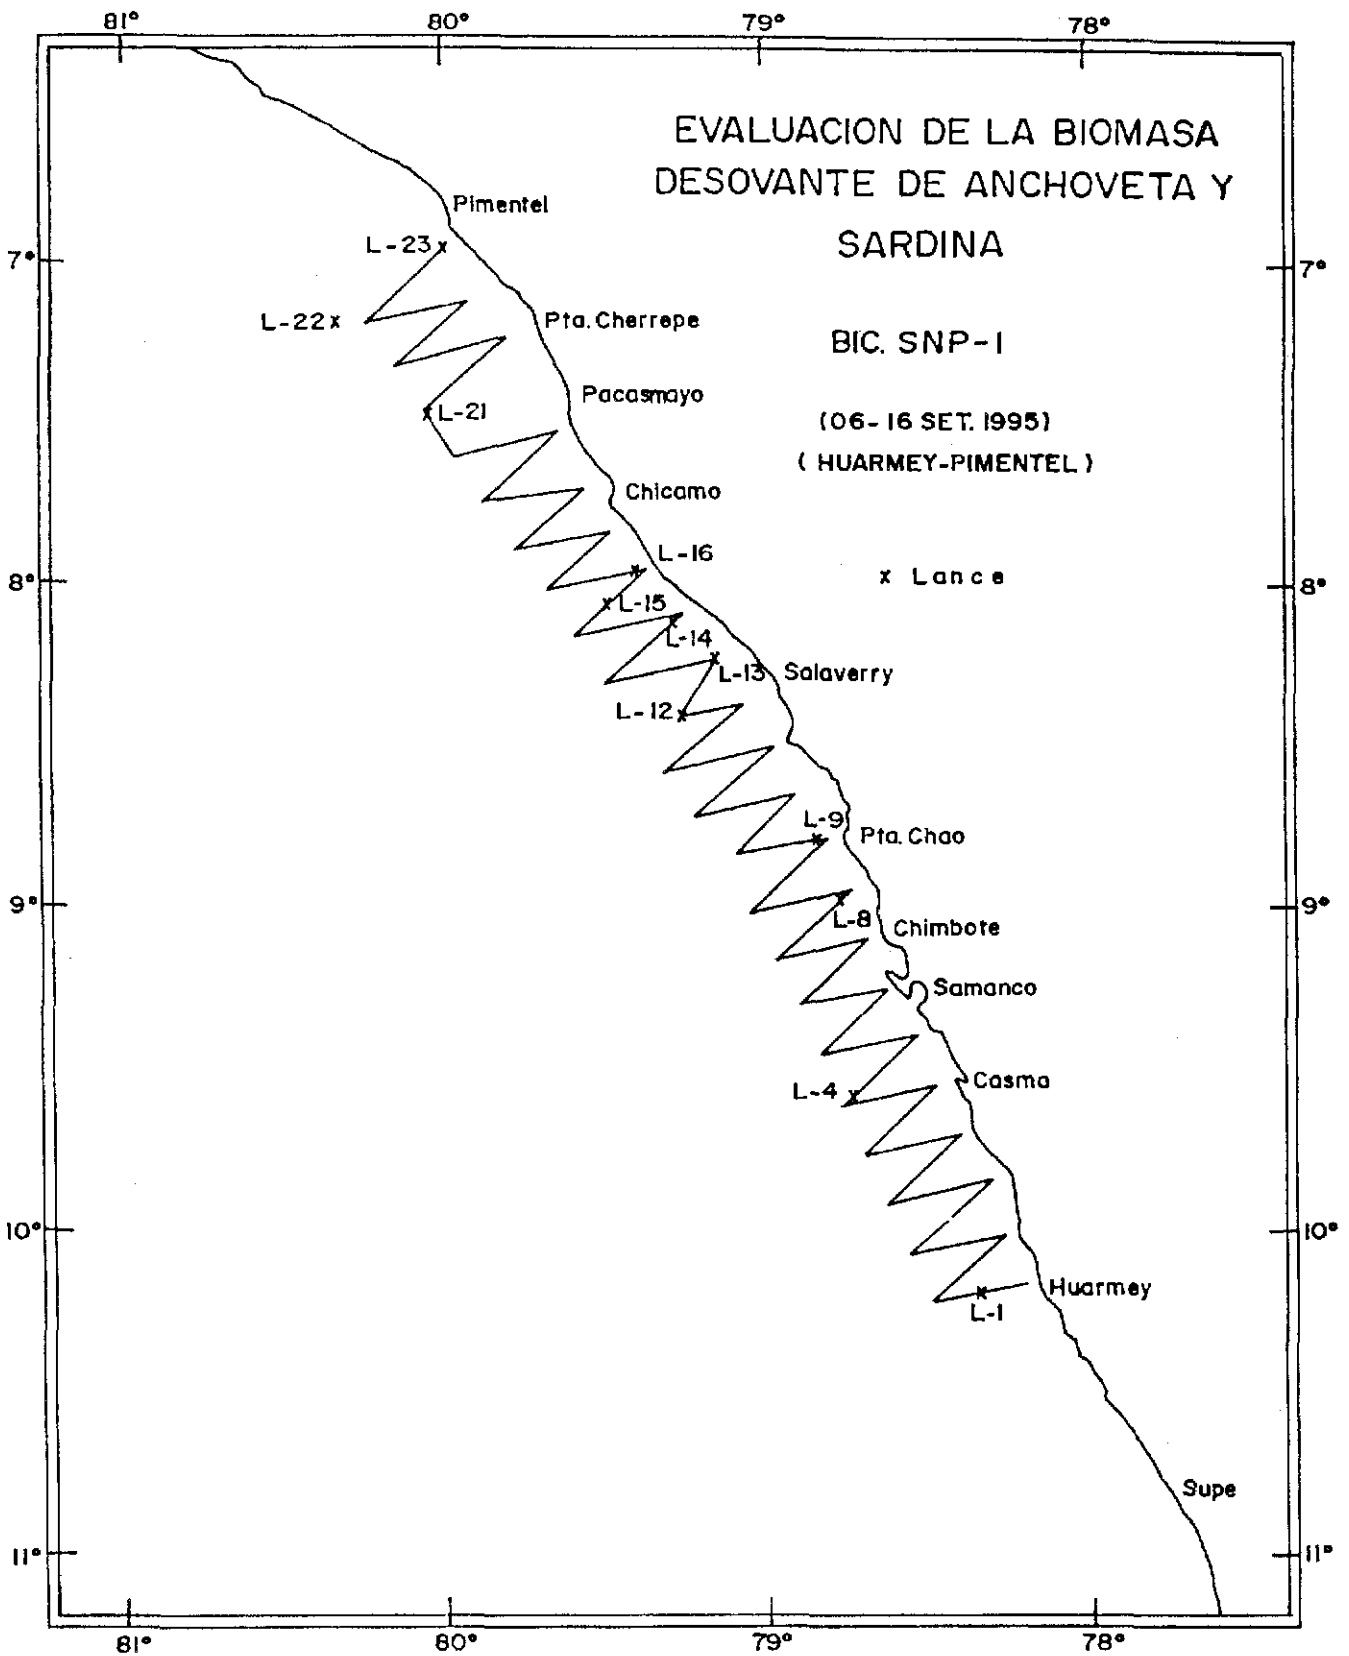 81° 80° 79° 78°
EVALUACION DE LA BIOMASA
DESOVANTE DE ANCHOVETA Y
SARDINA
BIC. SNP-1
(06-16 SET. 1995)
( HUARMEY-PIMENTEL )
x Lance
Pimentel
L-23
7° 7°
L-22
Pta. Cherrepe
Pacasmayo
L-21
Chicamo
L-16
8° 8°
L-15
L-14
L-13
Salaverry
L-12
L-9
Pta. Chao
9° 9°
L-8
Chimbote
Samanco
Casma
L-4
10° 10°
Huarmey
L-1
Supe
11° 11°
81° 80° 79° 78°